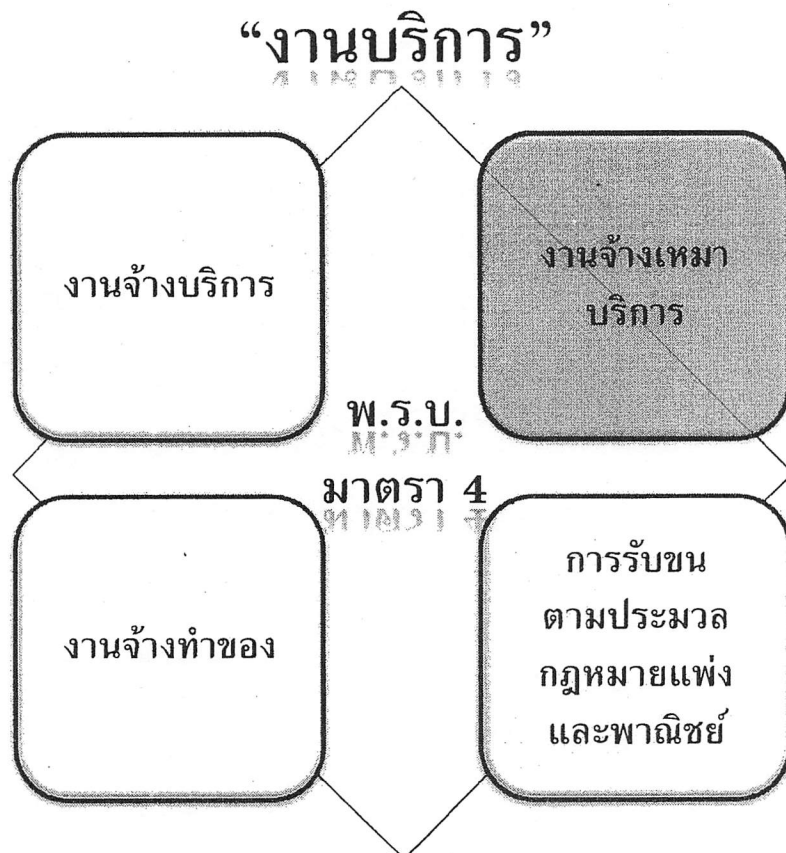 “งานบริการ”
งานจ้างบริการ
งานจ้างเหมา
บริการ
พ.ร.บ.
มาตรา 4
งานจ้างทำของ
การรับขน
ตามประมวล
กฎหมายแพ่ง
และพาณิชย์